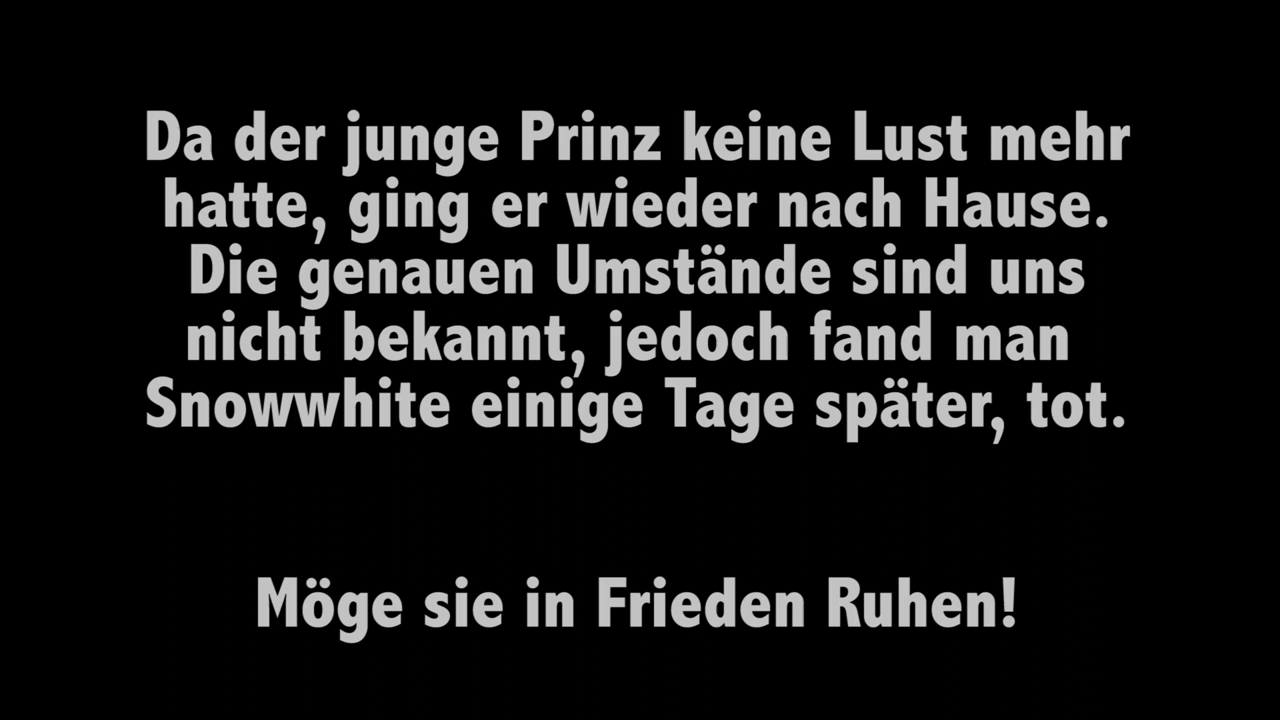 Da der junge Prinz keine Lust mehr
hatte, ging er wieder nach Hause.
Die genauen Umstände sind uns
nicht bekannt, jedoch fand man
Snowwhite einige Tage später, tot.
Möge sie in Frieden Ruhen!